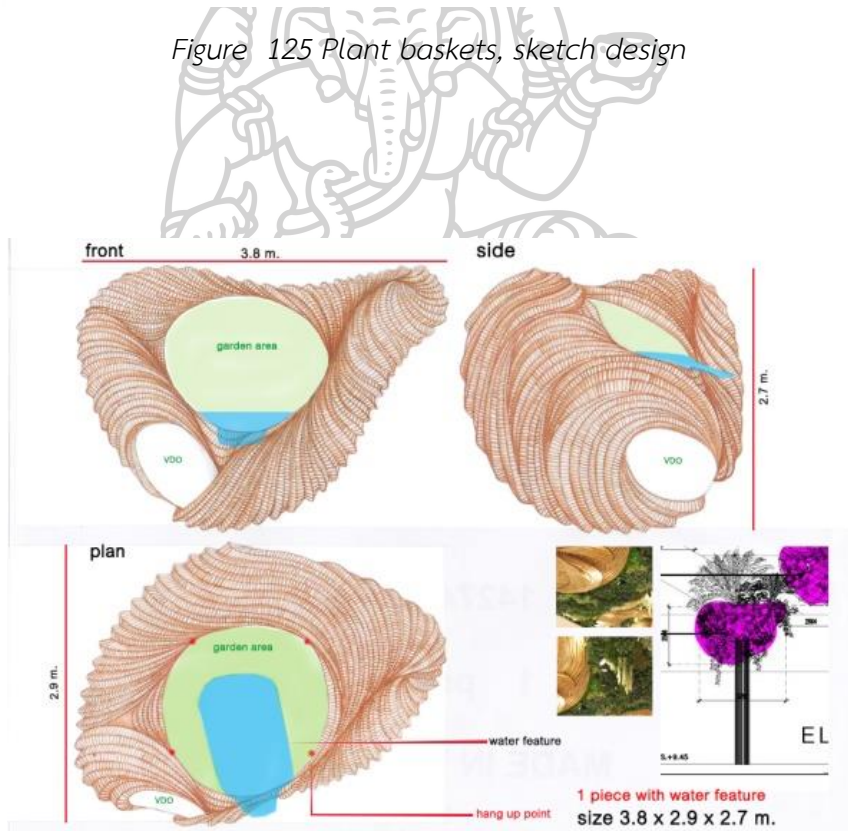 Figure 125 Plant baskets, sketch design
front
3.8 m.
side
garden area
VDO
VDO
2.7 m.
plan
garden area
2.9 m.
water feature
VDO
hang up point
EL
1 piece with water feature
size 3.8 x 2.9 x 2.7 m.